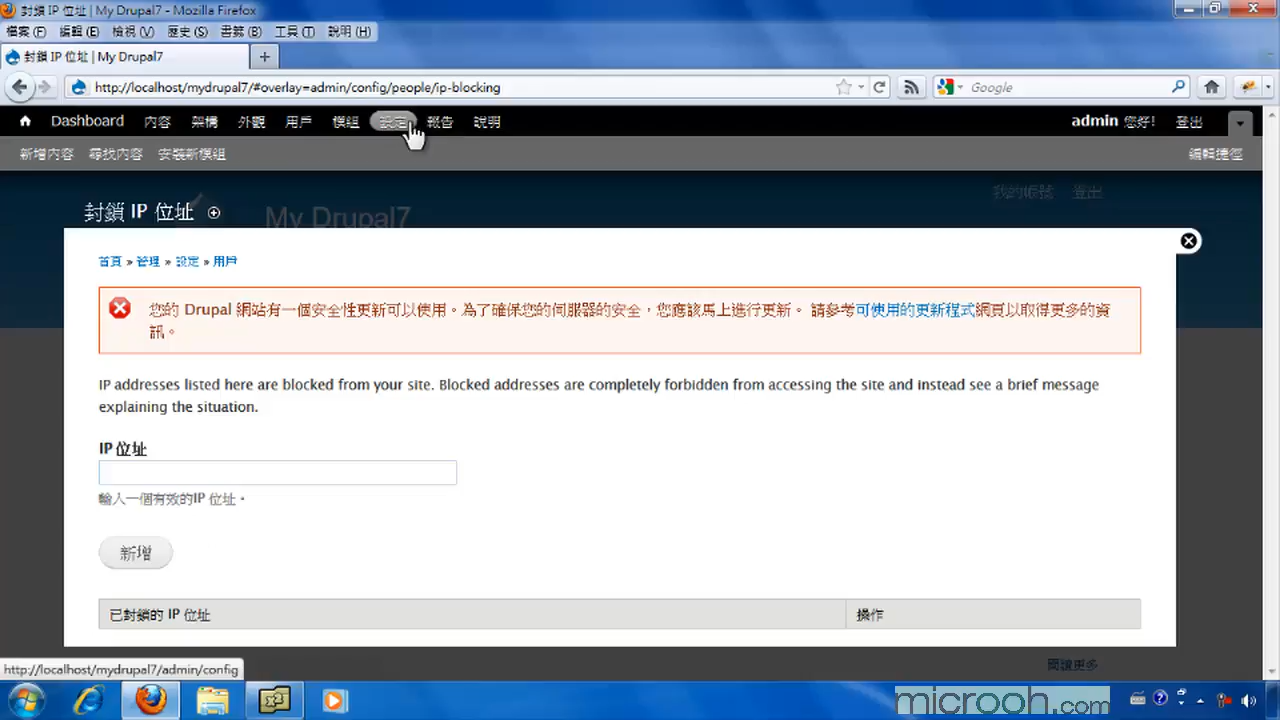 封鎖 IP 位址 | My Drupal7 - Mozilla Firefox
檔案 (F) 編輯 (E) 檢視 (V) 歷史 (S) 書籤 (B) 工具 (T) 說明 (H)
封鎖 IP 位址 | My Drupal7
http://localhost/mydrupal7/#overlay=admin/config/people/ip-blocking
Google
Dashboard 內容 架構 外觀 用戶 模組 設定 報告 說明 admin 您好! 登出
新增內容 尋找內容 安裝新模組 編輯捷徑
我的帳號 登出
封鎖 IP 位址
My Drupal7
首頁 » 管理 » 設定 » 用戶
您的 Drupal 網站有一個安全性更新可以使用。為了確保您的伺服器的安全，您應該馬上進行更新。 請參考可使用的更新程式網頁以取得更多的資
訊。
IP addresses listed here are blocked from your site. Blocked addresses are completely forbidden from accessing the site and instead see a brief message
explaining the situation.
IP 位址
輸入一個有效的IP 位址。
新增
已封鎖的 IP 位址 操作
閱讀更多
http://localhost/mydrupal7/admin/config
microoh.com